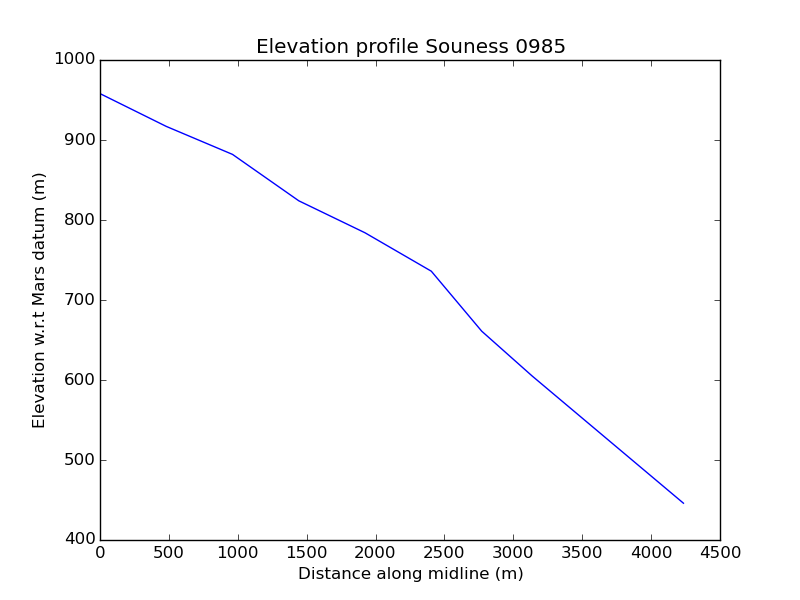 Elevation profile Souness 0985
1000
900
800
700
600
500
400
Elevation w.r.t Mars datum (m)
0 500 1000 1500 2000 2500 3000 3500 4000 4500
Distance along midline (m)